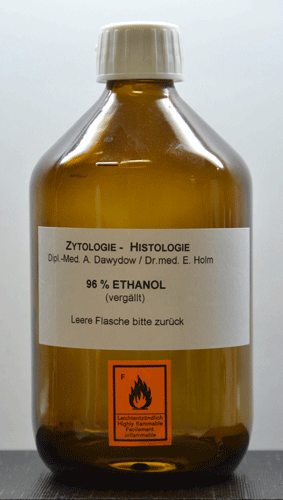 ZYTOLOGIE - HISTOLOGIE
Dipl.-Med. A. Dawydow / Dr.med. E. Holm
96 % ETHANOL
(vergällt)
Leere Flasche bitte zurück
F
Leichtentzündlich
Highly flammable
Facilement
inflammable